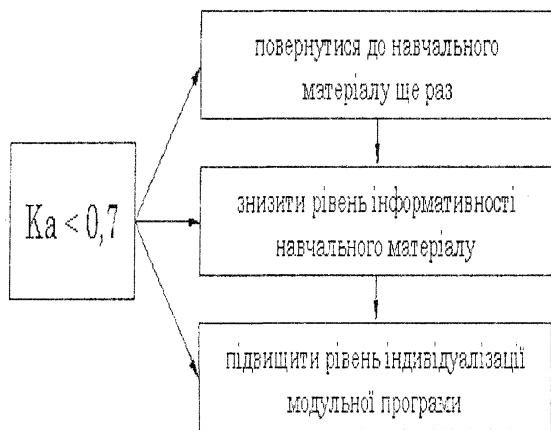 повернутися до навчального
матеріалу ще раз
Ka < 0,7
знизити рівень інформативності
навчального матеріалу
підвищити рівень індивідуалізації
модульної програми